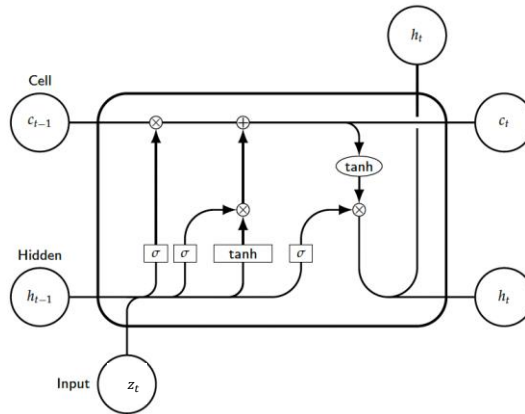 h_t
Cell
c_{t−1}
×
+
c_t
tanh
×
×
σ
σ
tanh
σ
Hidden
h_{t−1}
h_t
Input
z_t